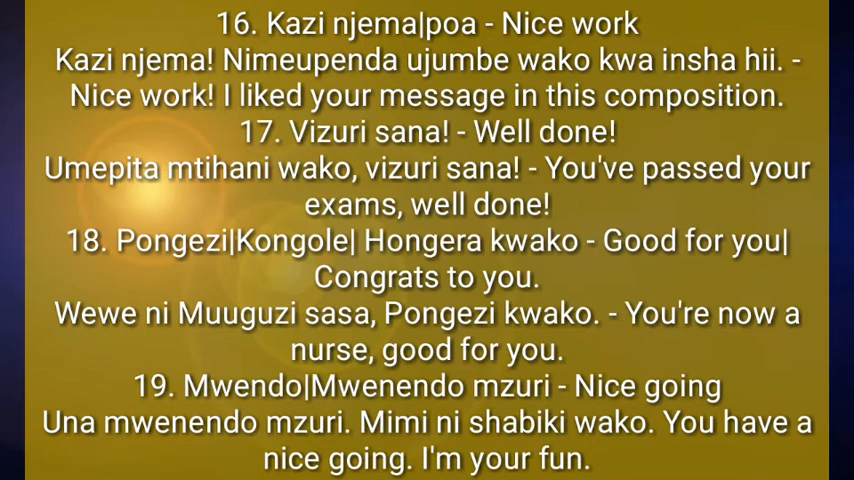 16. Kazi njema|poa - Nice work
Kazi njema! Nimeupenda ujumbe wako kwa insha hii. -
Nice work! I liked your message in this composition.
17. Vizuri sana! - Well done!
Umepita mtihani wako, vizuri sana! - You've passed your
exams, well done!
18. Pongezi|Kongole| Hongera kwako - Good for you|
Congrats to you.
Wewe ni Muuguzi sasa, Pongezi kwako. - You're now a
nurse, good for you.
19. Mwendo|Mwenendo mzuri - Nice going
Una mwenendo mzuri. Mimi ni shabiki wako. You have a
nice going. I'm your fun.